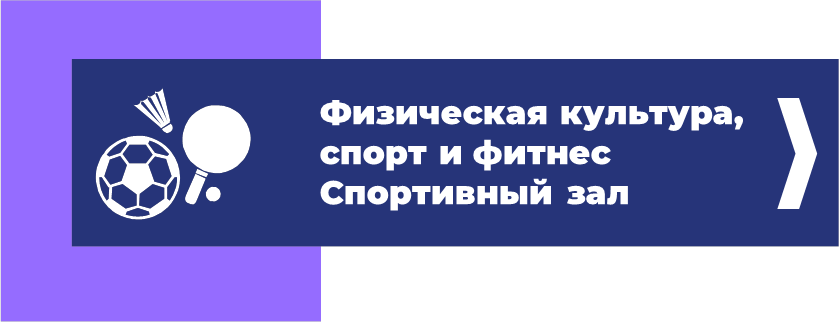 Физическая культура,
спорт и фитнес
Спортивный зал